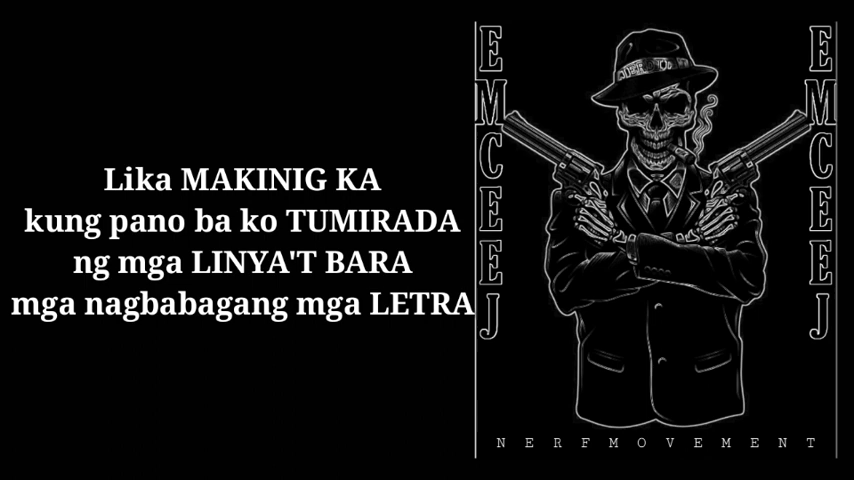 Lika MAKINIG KA
kung pano ba ko TUMIRADA
ng mga LINYA'T BARA
mga nagbabagang mga LETRA
EMCEEJ
EMCEEJ
NERFMOVEMENT